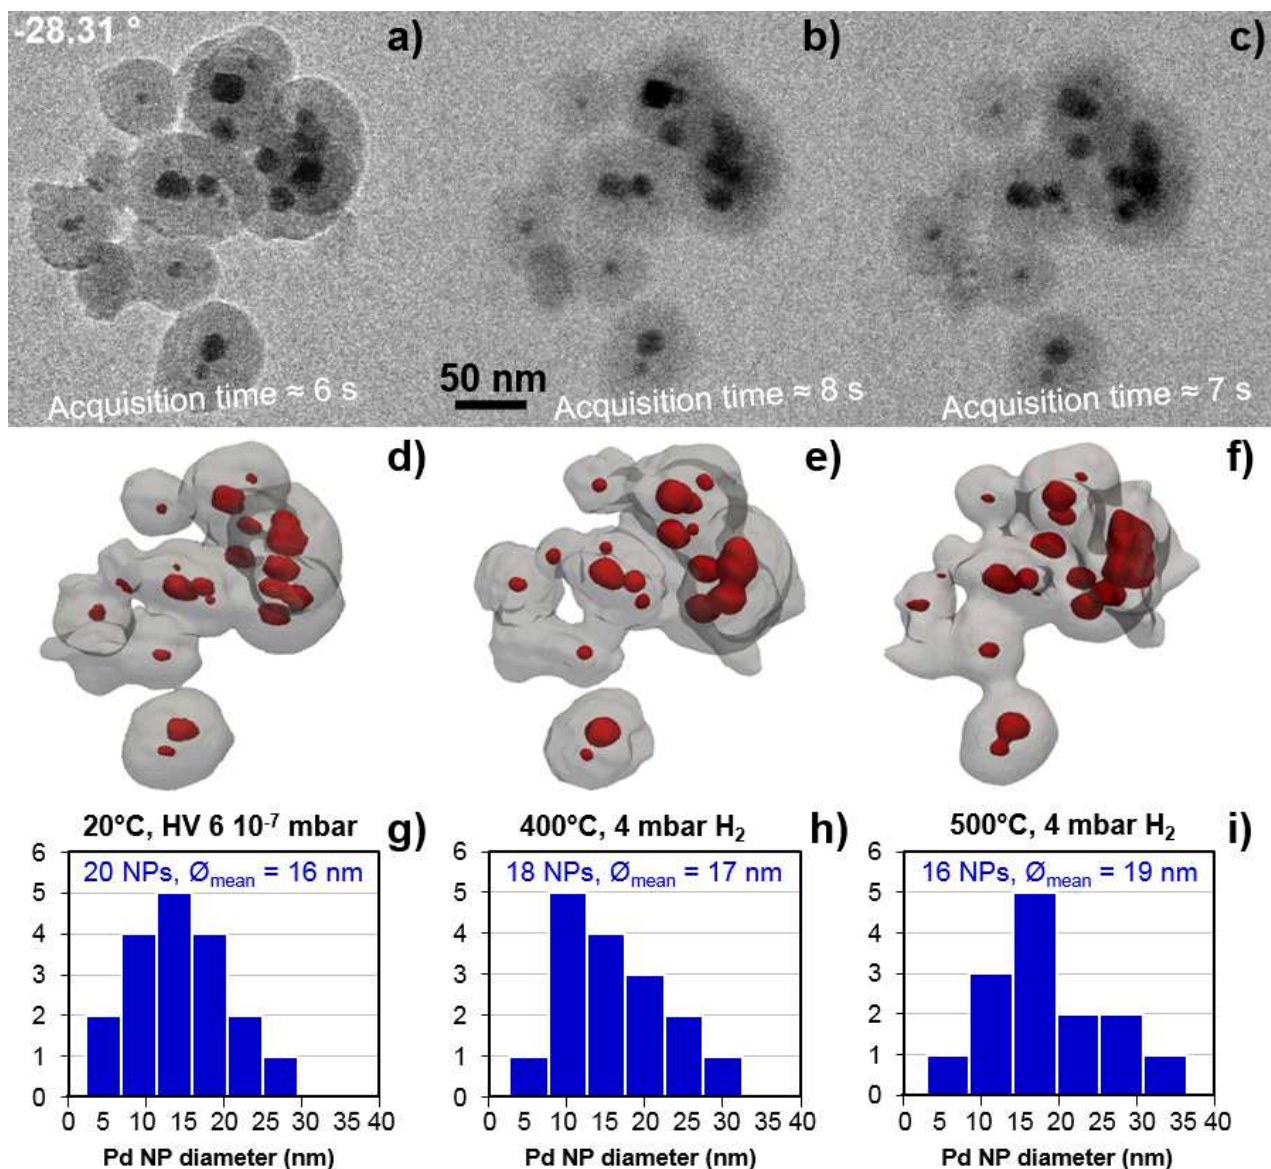 -28.31 °
a)
b)
c)
Acquisition time ≈ 6 s
50 nm
Acquisition time ≈ 8 s
Acquisition time ≈ 7 s
d)
e)
f)
20°C, HV 6 10⁻⁷ mbar
g)
400°C, 4 mbar H₂
h)
500°C, 4 mbar H₂
i)
20 NPs, Ømean = 16 nm
18 NPs, Ømean = 17 nm
16 NPs, Ømean = 19 nm
6
5
4
3
2
1
0
0 5 10 15 20 25 30 35 40
Pd NP diameter (nm)
6
5
4
3
2
1
0
0 5 10 15 20 25 30 35 40
Pd NP diameter (nm)
6
5
4
3
2
1
0
0 5 10 15 20 25 30 35 40
Pd NP diameter (nm)